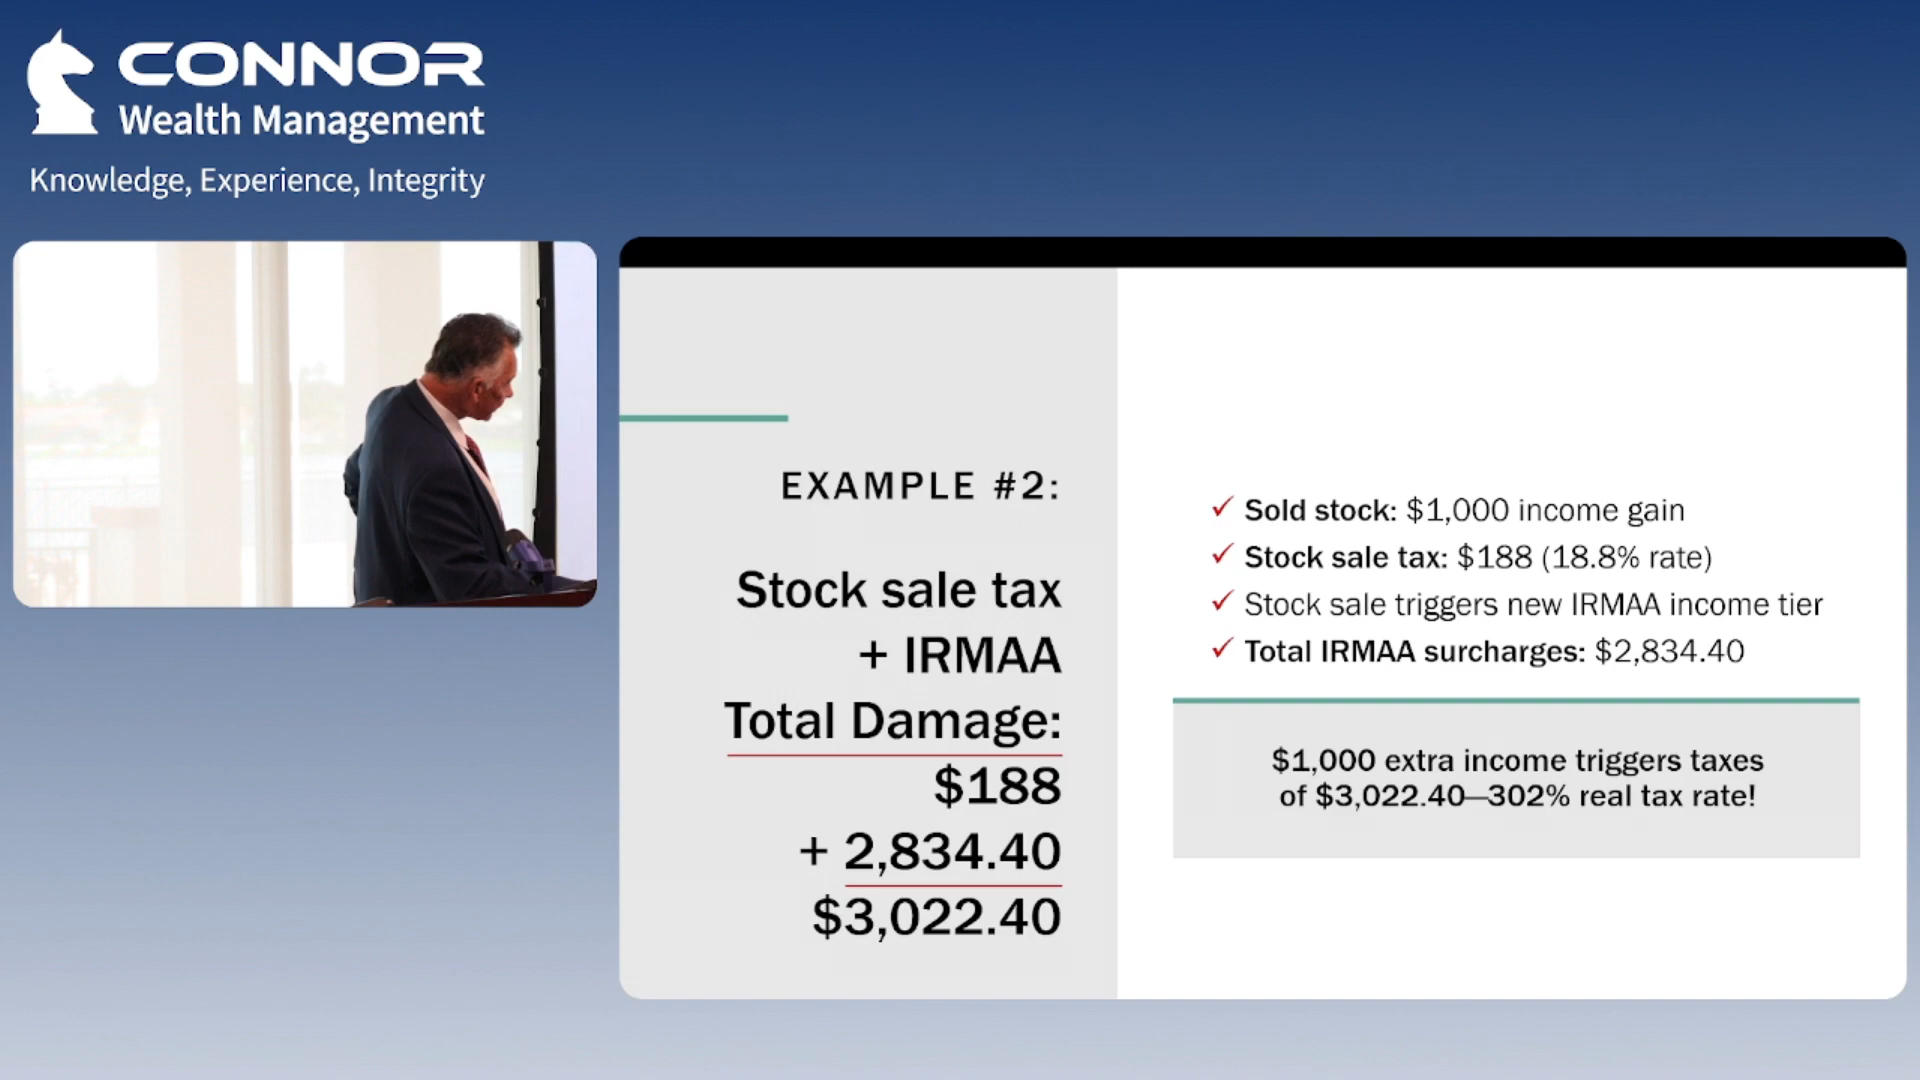 CONNOR
Wealth Management
Knowledge, Experience, Integrity
EXAMPLE #2:
Stock sale tax
+ IRMAA
Total Damage:
$188
+ 2,834.40
$3,022.40
✓ Sold stock: $1,000 income gain
✓ Stock sale tax: $188 (18.8% rate)
✓ Stock sale triggers new IRMAA income tier
✓ Total IRMAA surcharges: $2,834.40
$1,000 extra income triggers taxes
of $3,022.40—302% real tax rate!